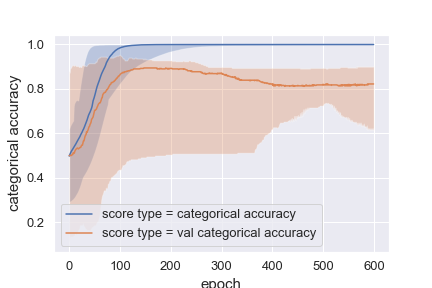 1.0
0.8
0.6
0.4
0.2
categorical accuracy
score type = categorical accuracy
score type = val categorical accuracy
0 100 200 300 400 500 600
epoch